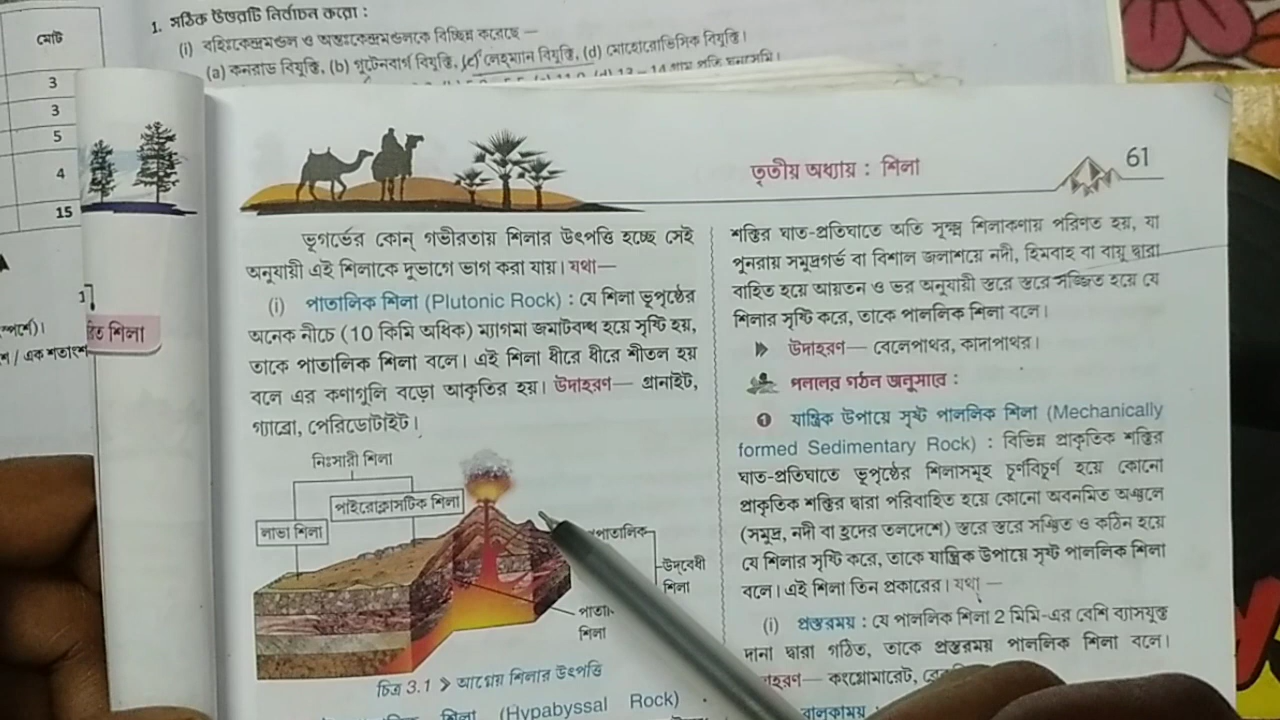 মোট
3
3
5
4
15
1. সঠিক উত্তরটি নির্বাচন করো :
(i) বহিঃকেন্দ্রমণ্ডল ও অন্তঃকেন্দ্রমণ্ডলকে বিচ্ছিন্ন করেছে —
(a) কনরাড বিযুক্তি, (b) গুটেনবার্গ বিযুক্তি, (c) লেহম্যান বিযুক্তি, (d) মোহোরোভিসিক বিযুক্তি।
তৃতীয় অধ্যায় : শিলা
61
শিলা
/ এক শতাংশ
ভূগর্ভের কোন্ গভীরতায় শিলার উৎপত্তি হচ্ছে সেই
অনুযায়ী এই শিলাকে দুভাগে ভাগ করা যায়। যথা—
(i) পাতালিক শিলা (Plutonic Rock) : যে শিলা ভূপৃষ্ঠের
অনেক নীচে (10 কিমি অধিক) ম্যাগমা জমাটবদ্ধ হয়ে সৃষ্টি হয়,
তাকে পাতালিক শিলা বলে। এই শিলা ধীরে ধীরে শীতল হয়
বলে এর কণাগুলি বড়ো আকৃতির হয়। উদাহরণ— গ্রানাইট,
গ্যাব্রো, পেরিডোটাইট।
নিঃসারী শিলা
পাইরোক্লাসটিক শিলা
লাভা শিলা
পাতালিক
উদবেধী
শিলা
পাতা
শিলা
চিত্র 3.1 > আগ্নেয় শিলার উৎপত্তি
শিলা (Hypabyssal Rock)
শক্তির ঘাত-প্রতিঘাতে অতি সূক্ষ্ম শিলাকণায় পরিণত হয়, যা
পুনরায় সমুদ্রগর্ভ বা বিশাল জলাশয়ে নদী, হিমবাহ বা বায়ু দ্বারা
বাহিত হয়ে আয়তন ও ভর অনুযায়ী স্তরে স্তরে সজ্জিত হয়ে যে
শিলার সৃষ্টি করে, তাকে পাললিক শিলা বলে।
উদাহরণ— বেলেপাথর, কাদাপাথর।
পললের গঠন অনুসারে :
1 যান্ত্রিক উপায়ে সৃষ্ট পাললিক শিলা (Mechanically
formed Sedimentary Rock) : বিভিন্ন প্রাকৃতিক শক্তির
ঘাত-প্রতিঘাতে ভূপৃষ্ঠের শিলাসমূহ চূর্ণবিচূর্ণ হয়ে কোনো
প্রাকৃতিক শক্তির দ্বারা পরিবাহিত হয়ে কোনো অবনমিত অঞ্চলে
(সমুদ্র, নদী বা হ্রদের তলদেশে) স্তরে স্তরে সঞ্চিত ও কঠিন হয়ে
যে শিলার সৃষ্টি করে, তাকে যান্ত্রিক উপায়ে সৃষ্ট পাললিক শিলা
বলে। এই শিলা তিন প্রকারের। যথা —
(i) প্রস্তরময় : যে পাললিক শিলা 2 মিমি-এর বেশি ব্যাসযুক্ত
দানা দ্বারা গঠিত, তাকে প্রস্তরময় পাললিক শিলা বলে।
কংগ্লোমারেট,
বালুকাময়